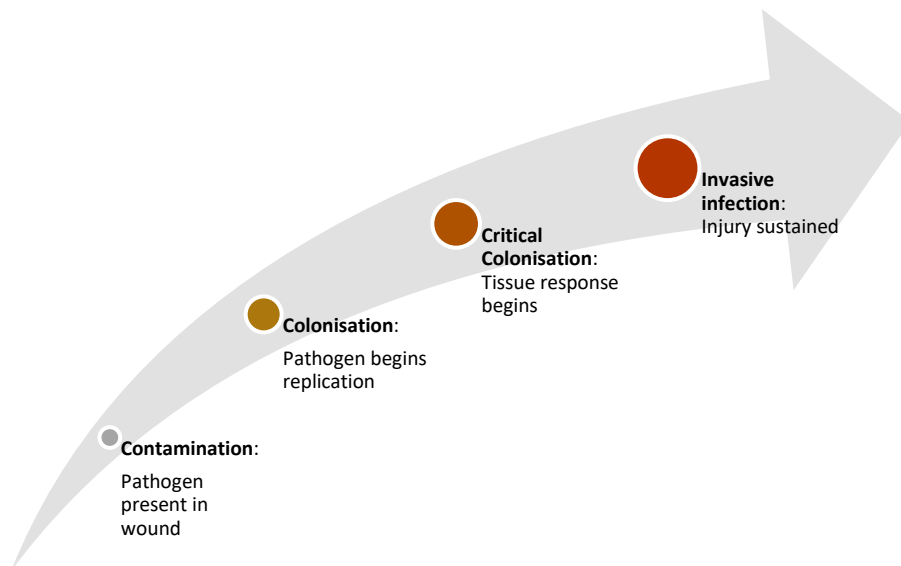 Contamination:
Pathogen
present in
wound
Colonisation:
Pathogen begins
replication
Critical
Colonisation:
Tissue response
begins
Invasive
infection:
Injury sustained